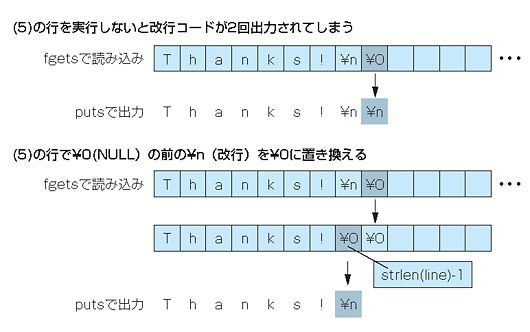 (5)の行を実行しないと改行コードが2回出力されてしまう
fgetsで読み込み T h a n k s ! ¥n ¥0 •••
putsで出力 T h a n k s ! ¥n ¥n
(5)の行で¥0(NULL)の前の¥n（改行）を¥0に置き換える
fgetsで読み込み T h a n k s ! ¥n ¥0 •••
T h a n k s ! ¥0 ¥0
strlen(line)-1
putsで出力 T h a n k s ! ¥n